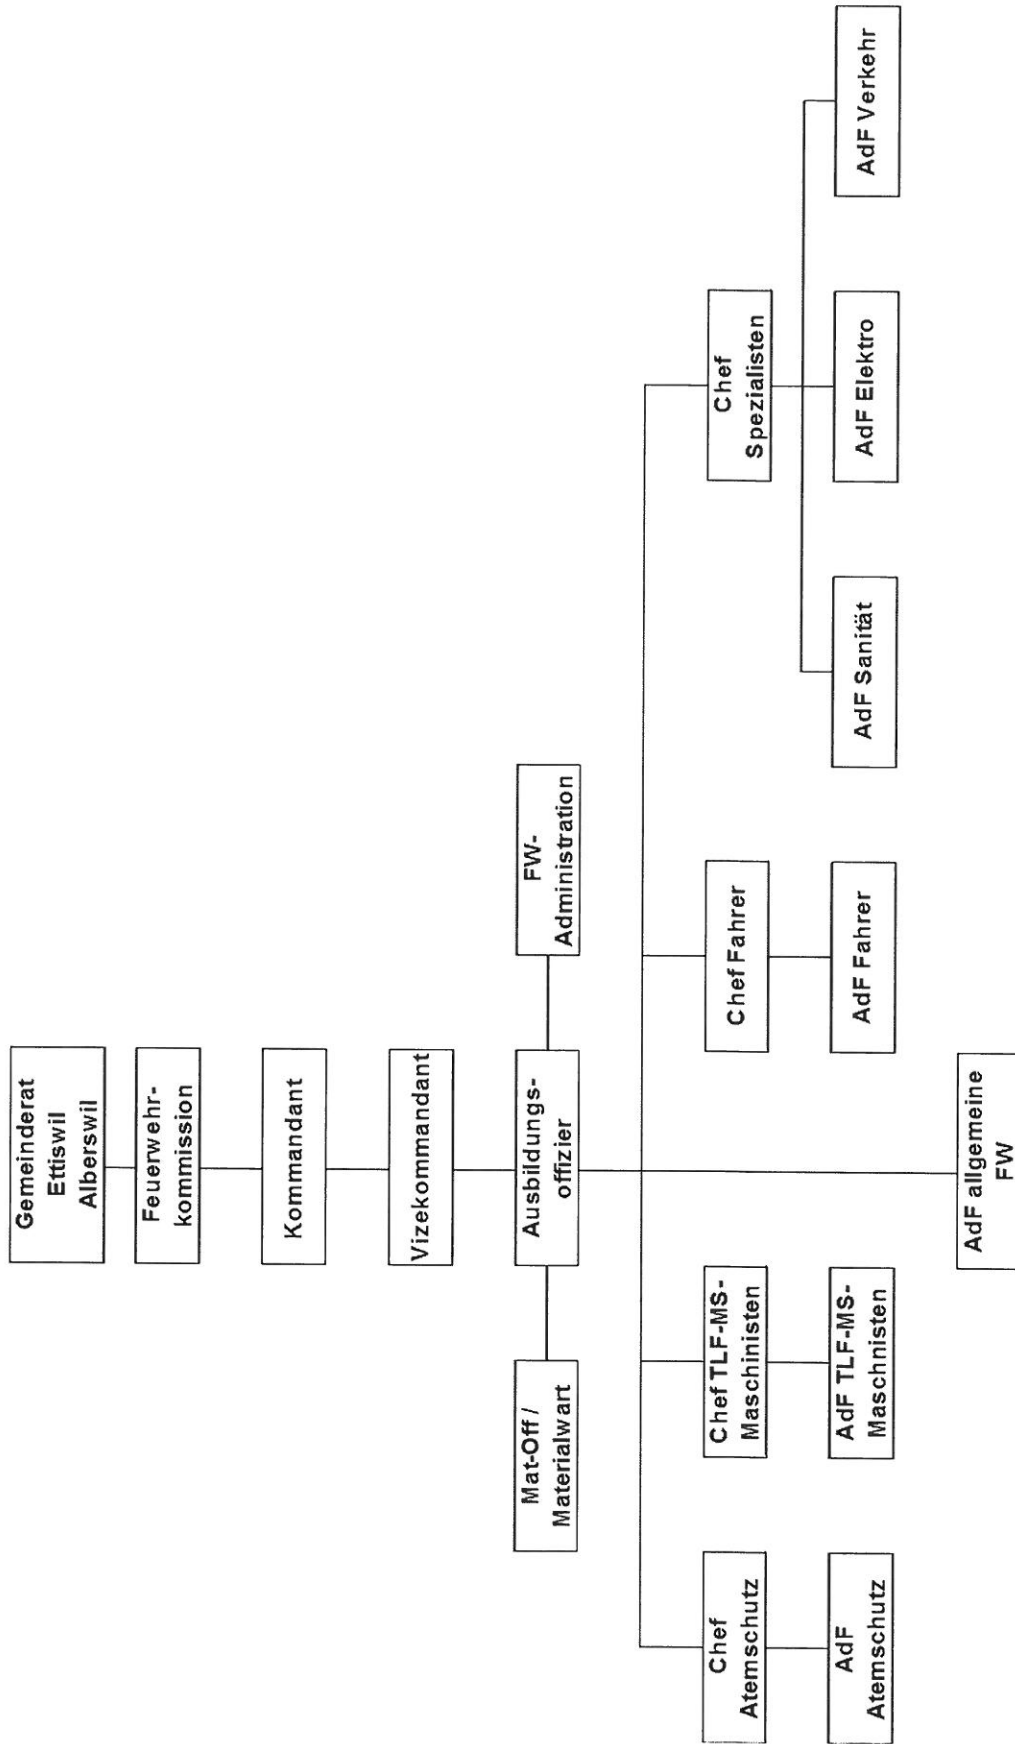 Gemeinderat
Ettiswil
Alberswil
Feuerwehr-
kommission
Kommandant
Vizekommandant
Mat-Off /
Materialwart
Ausbildungs-
offizier
FW-
Administration
Chef
Atemschutz
Chef TLF-MS-
Maschinisten
Chef Fahrer
Chef
Spezialisten
AdF
Atemschutz
AdF TLF-MS-
Maschnisten
AdF Fahrer
AdF Sanität
AdF Elektro
AdF Verkehr
AdF allgemeine
FW